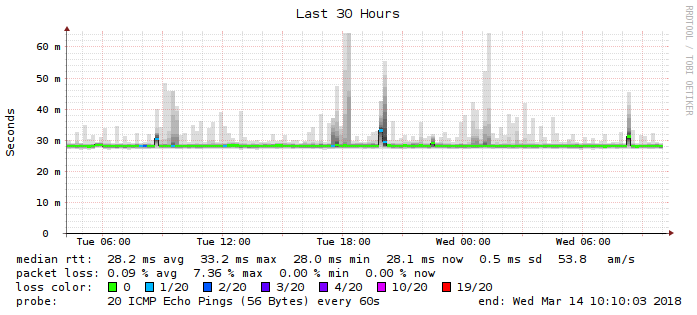 Last 30 Hours
RRDTOOL / TOBI OETIKER
Seconds
60 m
50 m
40 m
30 m
20 m
10 m
0
Tue 06:00 Tue 12:00 Tue 18:00 Wed 00:00 Wed 06:00
median rtt: 28.2 ms avg 33.2 ms max 28.0 ms min 28.1 ms now 0.5 ms sd 53.8 am/s
packet loss: 0.09 % avg 7.36 % max 0.00 % min 0.00 % now
loss color: 0 1/20 2/20 3/20 4/20 10/20 19/20
probe: 20 ICMP Echo Pings (56 Bytes) every 60s end: Wed Mar 14 10:10:03 2018